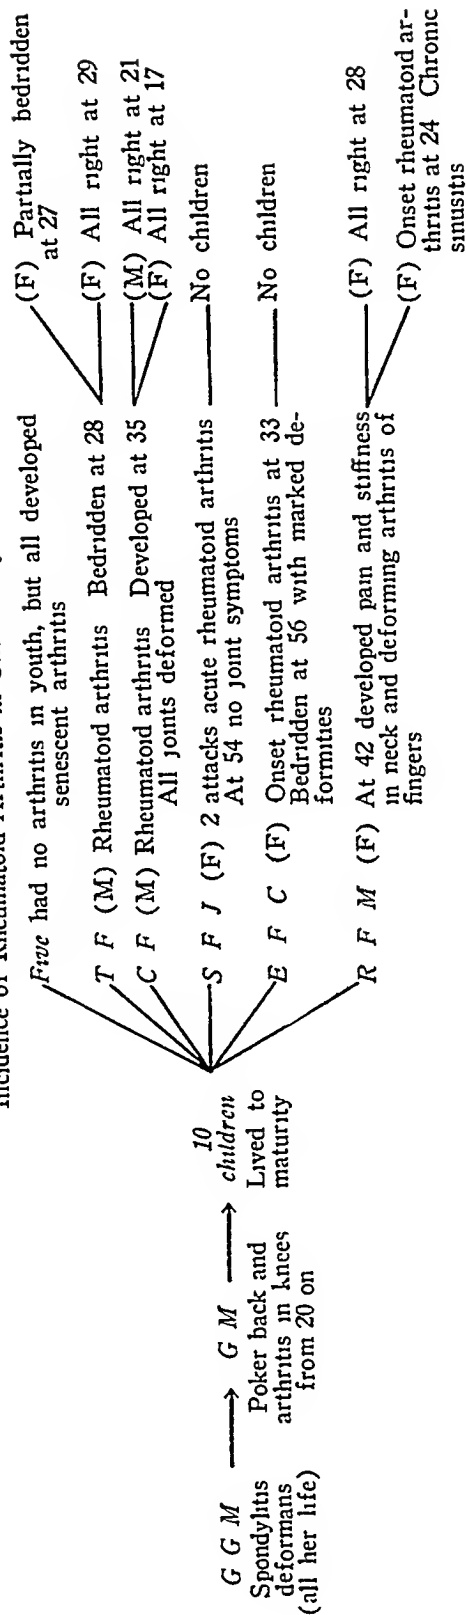 Incidence of Rheumatoid Arthritis in
G G M
Spondylitis
deformans
(all her life)
G M
Poker back and
arthritis in knees
from 20 on
10
children
Lived to
maturity
Five had no arthritis in youth, but all developed
senescent arthritis
T F (M) Rheumatoid arthritis Bedridden at 28
C F (M) Rheumatoid arthritis Developed at 35
All joints deformed
S F J (F) 2 attacks acute rheumatoid arthritis
At 54 no joint symptoms
E F C (F) Onset rheumatoid arthritis at 33
Bedridden at 56 with marked de-
formities
R F M (F) At 42 developed pain and stiffness
in neck and deforming arthritis of
fingers
(F) Partially bedridden
at 27
(F) All right at 29
(M) All right at 21
(F) All right at 17
No children
No children
(F) All right at 28
(F) Onset rheumatoid ar-
thritis at 24 Chronic
sinusitis